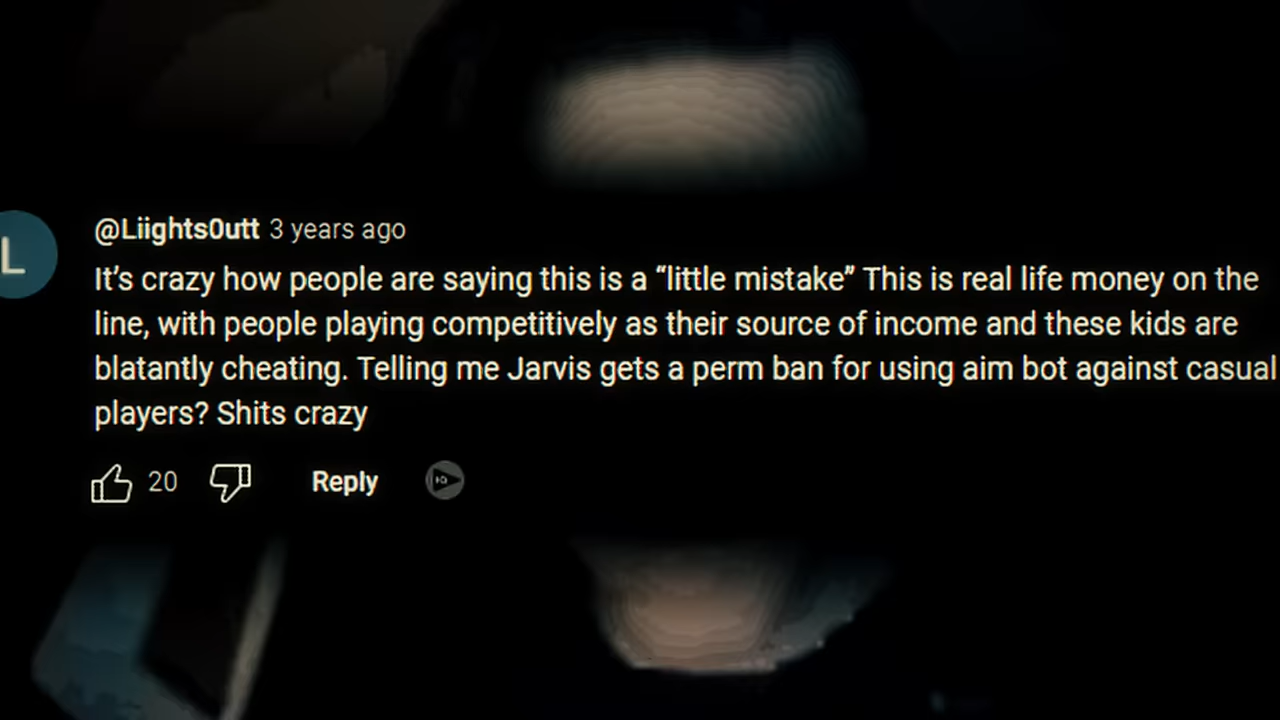 L
@Liights0utt 3 years ago
It’s crazy how people are saying this is a “little mistake” This is real life money on the
line, with people playing competitively as their source of income and these kids are
blatantly cheating. Telling me Jarvis gets a perm ban for using aim bot against casual
players? Shits crazy
20 Reply